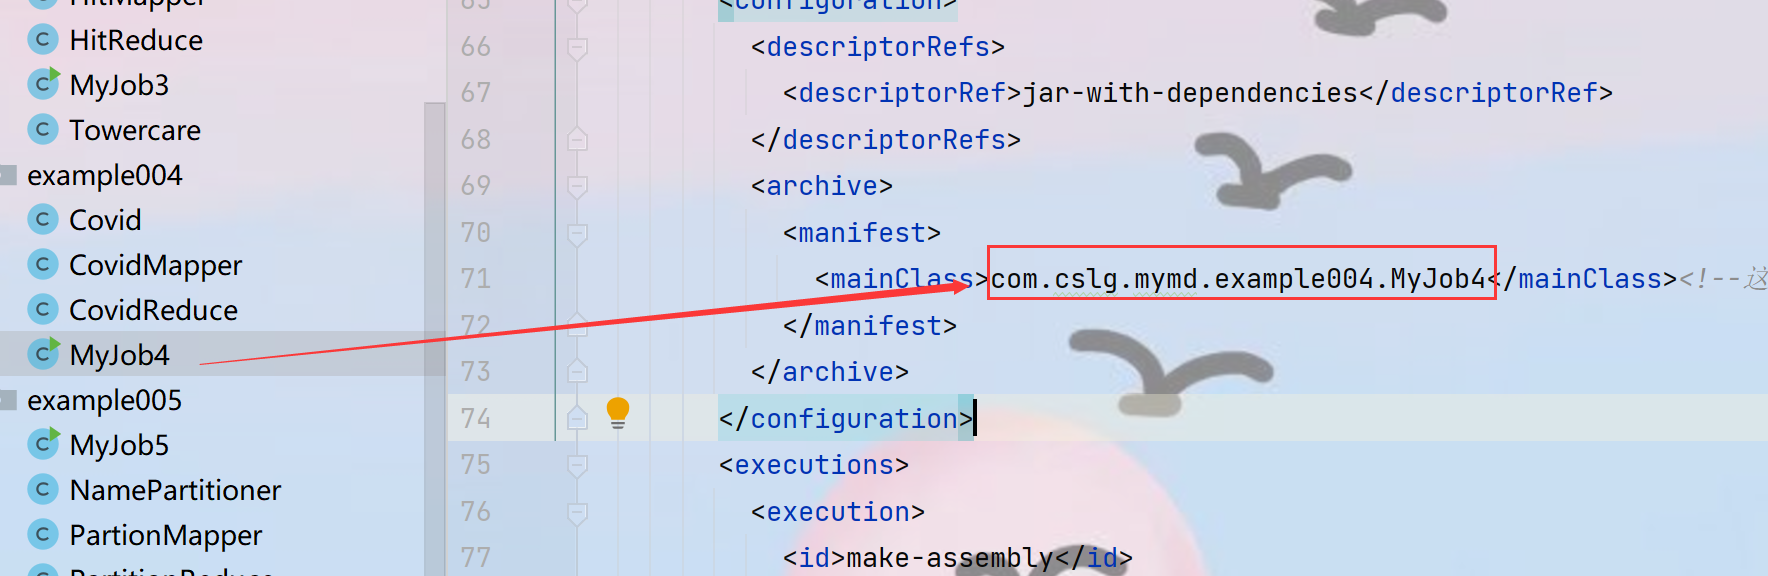 HitMapper
HitReduce
MyJob3
Towercare
example004
Covid
CovidMapper
CovidReduce
MyJob4
example005
MyJob5
NamePartitioner
PartionMapper
PartitionReduce
65 <configuration>
66 <descriptorRefs>
67 <descriptorRef>jar-with-dependencies</descriptorRef>
68 </descriptorRefs>
69 <archive>
70 <manifest>
71 <mainClass>com.cslg.mymd.example004.MyJob4</mainClass><!--这
72 </manifest>
73 </archive>
74 </configuration>
75 <executions>
76 <execution>
77 <id>make-assembly</id>